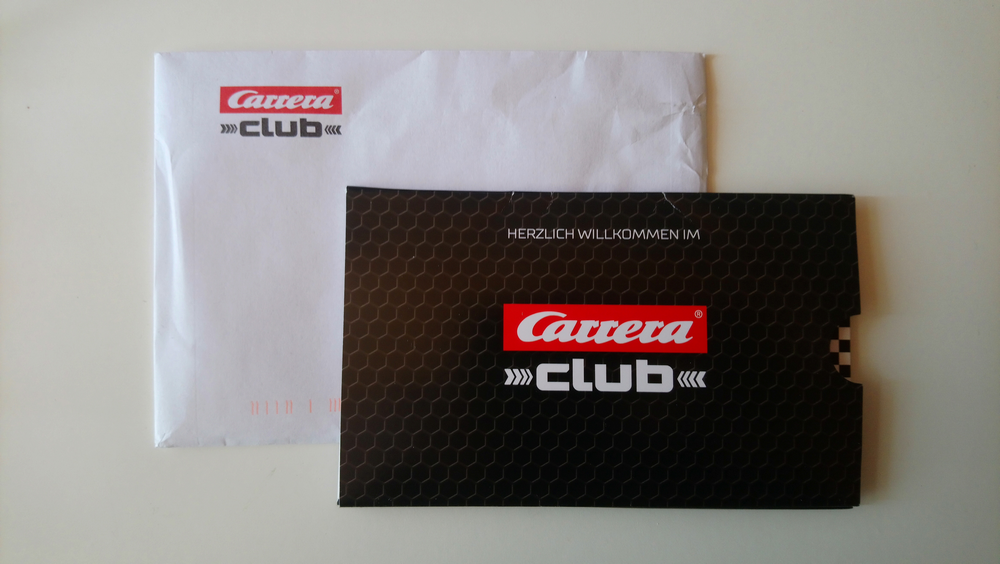 Carrera®
club
HERZLICH WILLKOMMEN IM
Carrera®
club